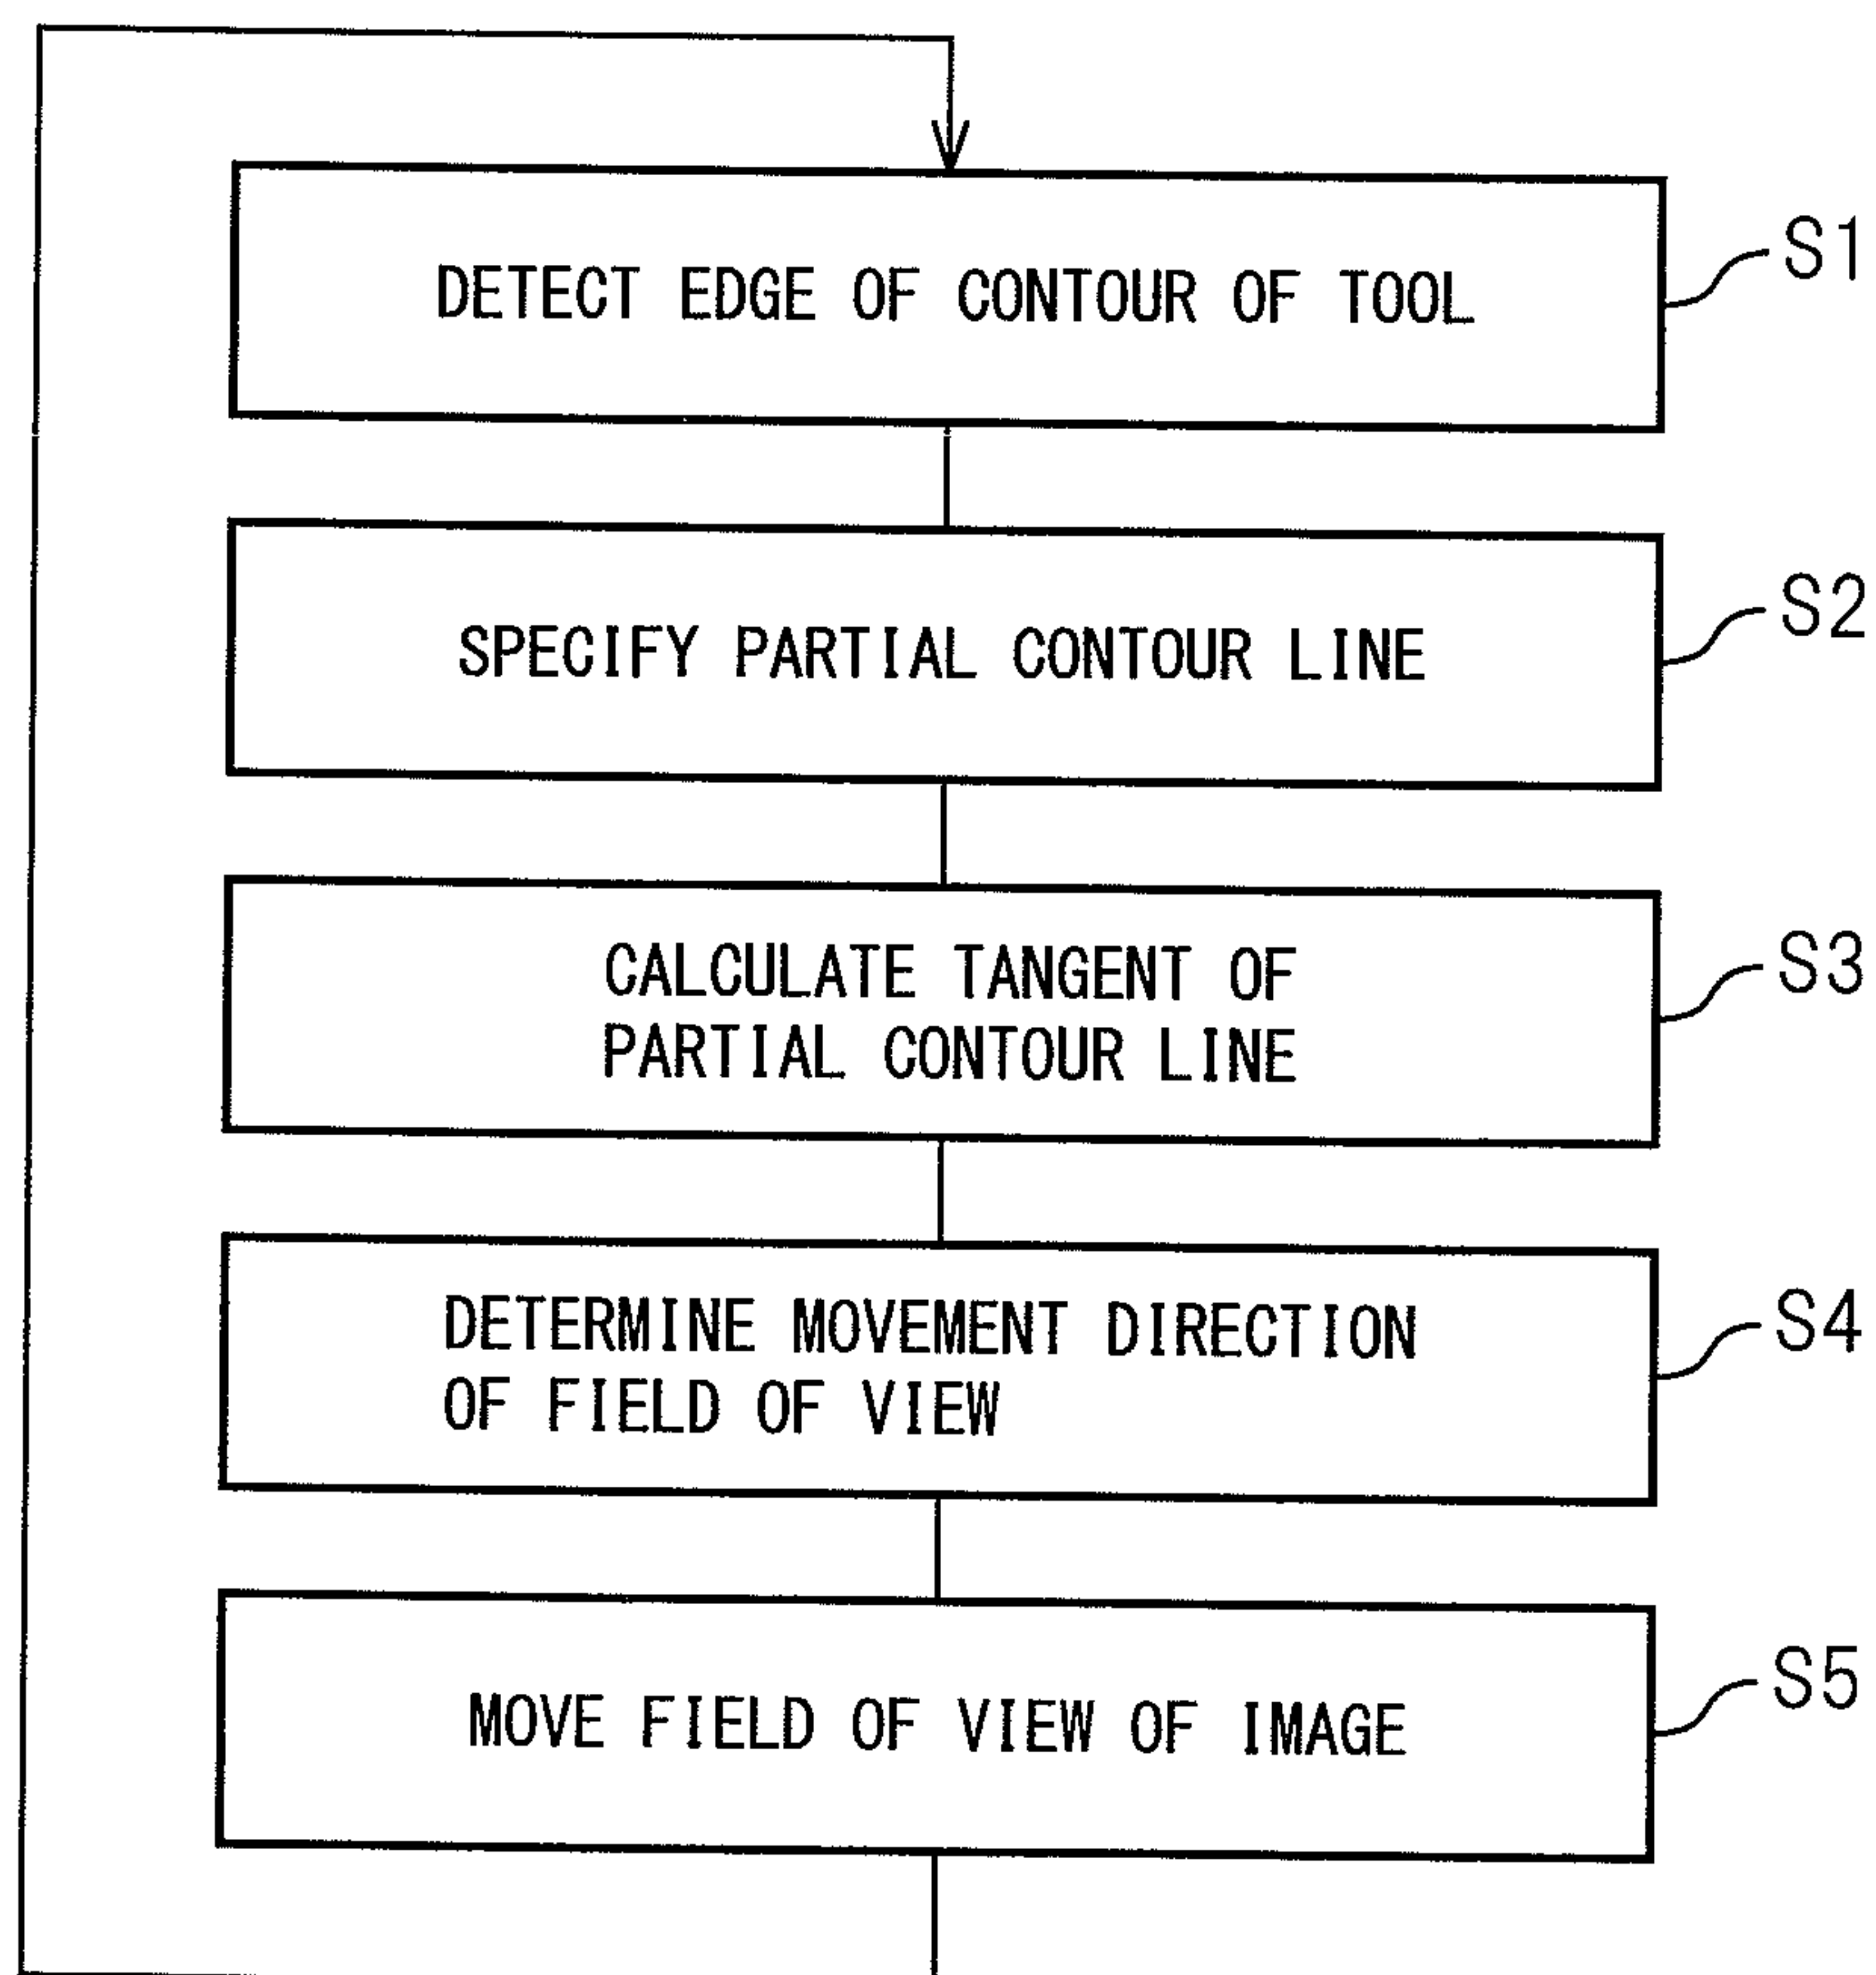 DETECT EDGE OF CONTOUR OF TOOL
S1
SPECIFY PARTIAL CONTOUR LINE
S2
CALCULATE TANGENT OF
PARTIAL CONTOUR LINE
S3
DETERMINE MOVEMENT DIRECTION
OF FIELD OF VIEW
S4
MOVE FIELD OF VIEW OF IMAGE
S5